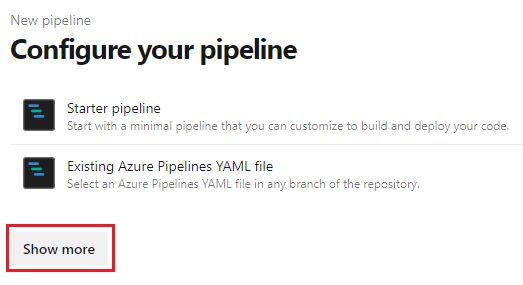 New pipeline
Configure your pipeline
Starter pipeline
Start with a minimal pipeline that you can customize to build and deploy your code.
Existing Azure Pipelines YAML file
Select an Azure Pipelines YAML file in any branch of the repository.
Show more